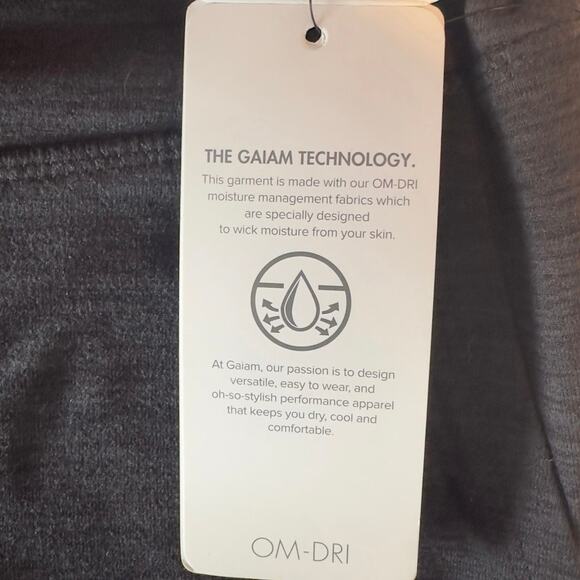 THE GAIAM TECHNOLOGY.
This garment is made with our OM-DRI
moisture management fabrics which
are specially designed
to wick moisture from your skin.
At Gaiam, our passion is to design
versatile, easy to wear, and
oh-so-stylish performance apparel
that keeps you dry, cool and
comfortable.
OM-DRI